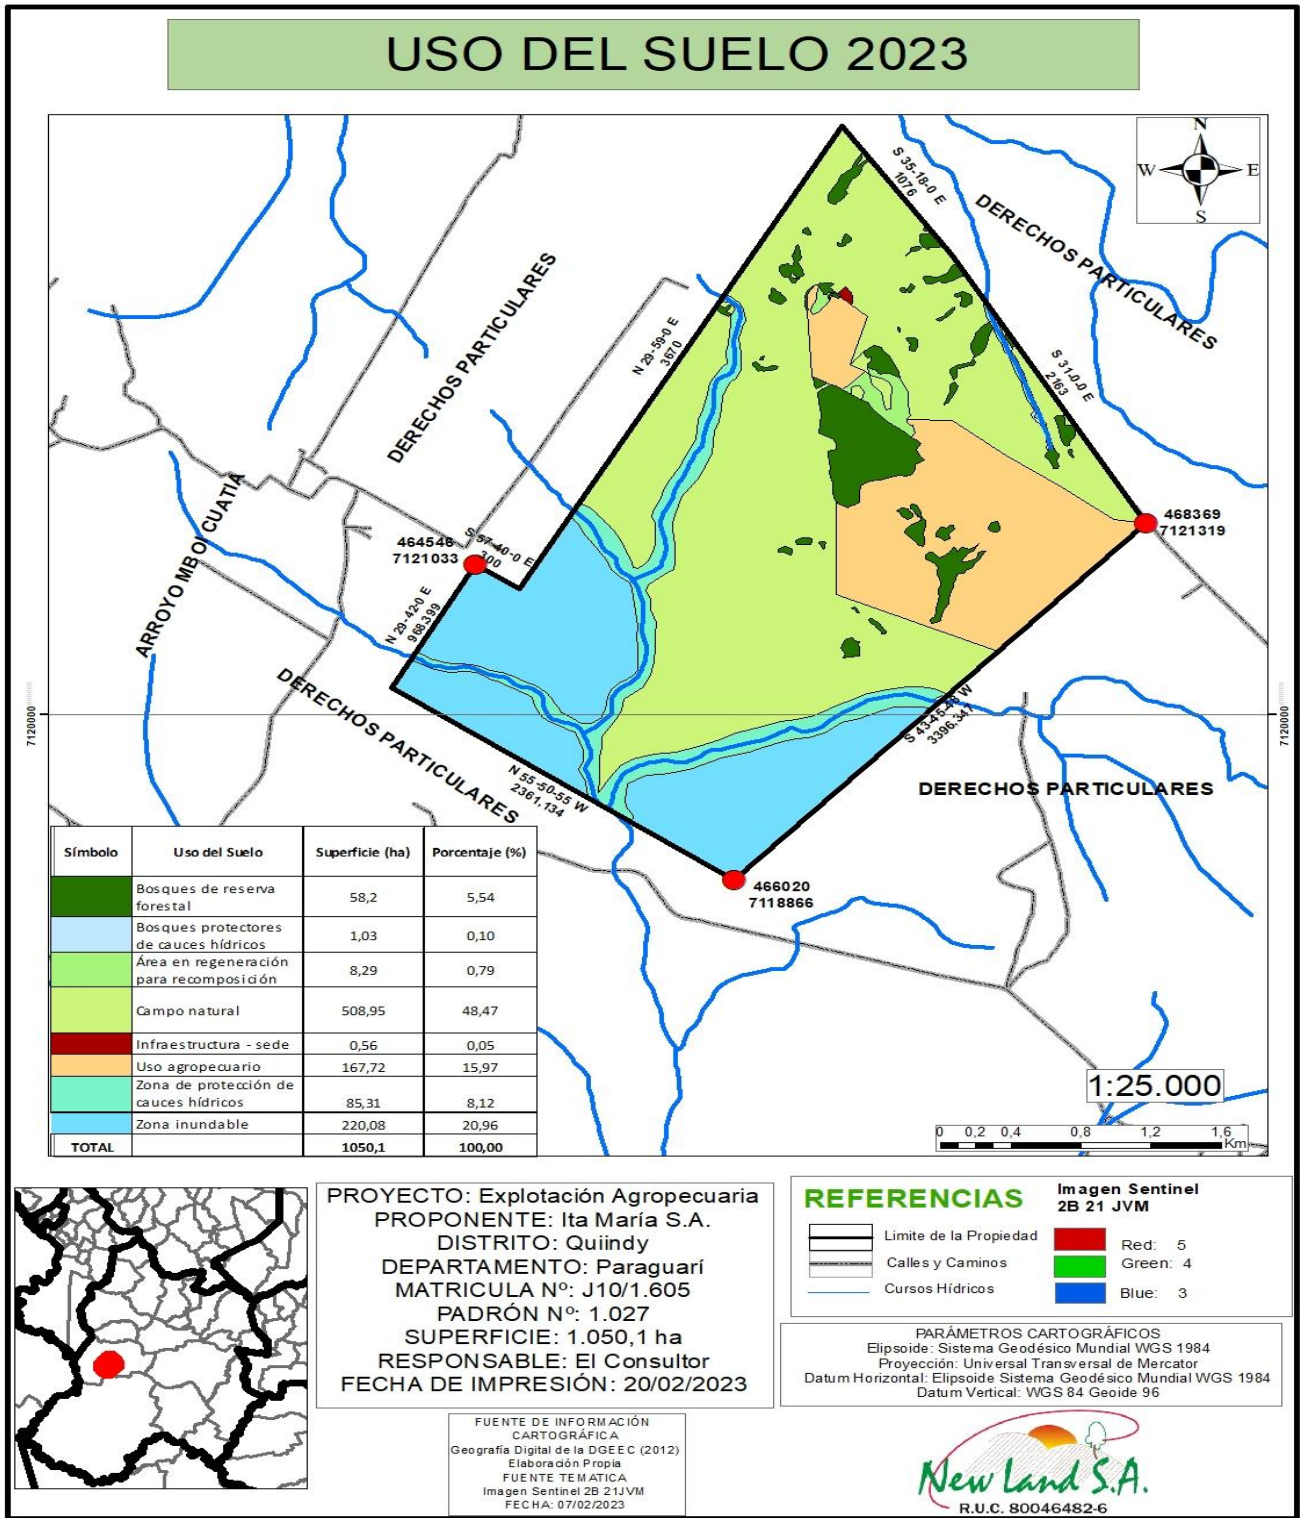 USO DEL SUELO 2023
N
W E
S
S 35-18-0 E
1076
DERECHOS PARTICULARES
DERECHOS PARTICULARES
N 29-59-0 E
3670
S 31-0-0 E
2163
ARROYO MBOI CUATIA
464546
7121033
S 57-40-0 E
300
468369
7121319
N 29-42-0 E
968,399
DERECHOS PARTICULARES
7120000
7120000
S 43-45-48 W
3396,347
N 55-50-55 W
2361,134
DERECHOS PARTICULARES
466020
7118866
Símbolo Uso del Suelo Superficie (ha) Porcentaje (%)
Bosques de reserva
forestal 58,2 5,54
Bosques protectores
de cauces hídricos 1,03 0,10
Área en regeneración
para recomposición 8,29 0,79
Campo natural 508,95 48,47
Infraestructura - sede 0,56 0,05
Uso agropecuario 167,72 15,97
Zona de protección de
cauces hídricos 85,31 8,12
Zona inundable 220,08 20,96
TOTAL 1050,1 100,00
1:25.000
0 0,2 0,4 0,8 1,2 1,6
Km
PROYECTO: Explotación Agropecuaria
PROPONENTE: Ita María S.A.
DISTRITO: Quiindy
DEPARTAMENTO: Paraguarí
MATRICULA Nº: J10/1.605
PADRÓN Nº: 1.027
SUPERFICIE: 1.050,1 ha
RESPONSABLE: El Consultor
FECHA DE IMPRESIÓN: 20/02/2023
REFERENCIAS
Limite de la Propiedad
Calles y Caminos
Cursos Hídricos
Imagen Sentinel
2B 21 JVM
Red: 5
Green: 4
Blue: 3
PARÁMETROS CARTOGRÁFICOS
Elipsoide: Sistema Geodésico Mundial WGS 1984
Proyección: Universal Transversal de Mercator
Datum Horizontal: Elipsoide Sistema Geodésico Mundial WGS 1984
Datum Vertical: WGS 84 Geoide 96
FUENTE DE INFORMACIÓN
CARTOGRÁFICA
Geografía Digital de la DGEEC (2012)
Elaboración Propia
FUENTE TEMATICA
Imagen Sentinel 2B 21JVM
FECHA: 07/02/2023
New Land S.A.
R.U.C. 80046482-6